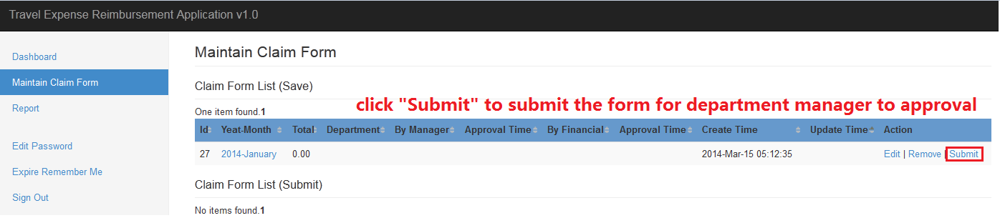 Travel Expense Reimbursement Application v1.0
Dashboard
Maintain Claim Form
Report
Edit Password
Expire Remember Me
Sign Out
Maintain Claim Form
Claim Form List (Save)
click "Submit" to submit the form for department manager to approval
One item found.1
Id Yeat-Month Total Department By Manager Approval Time By Financial Approval Time Create Time Update Time Action
27 2014-January 0.00 2014-Mar-15 05:12:35 Edit | Remove | Submit
Claim Form List (Submit)
No items found.1